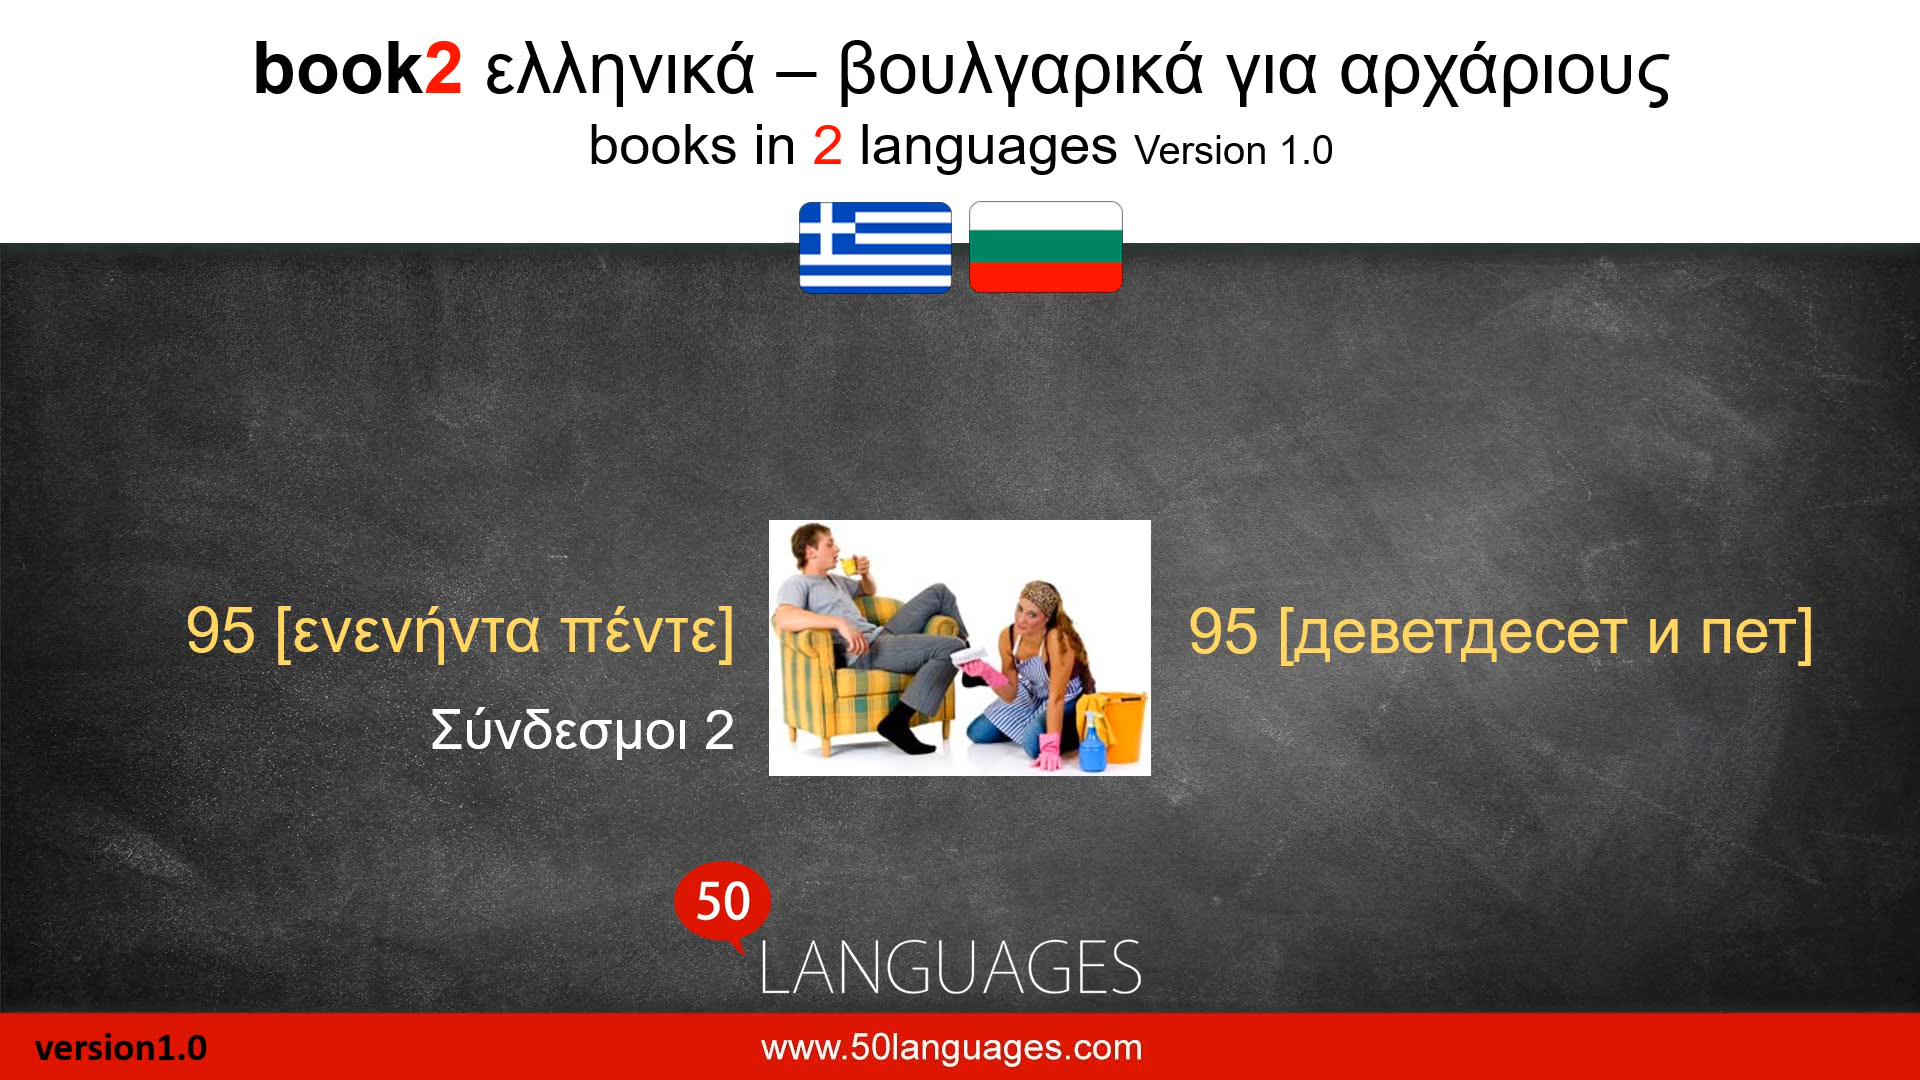 book2 ελληνικά – βουλγαρικά για αρχάριους
books in 2 languages Version 1.0
95 [ενενήντα πέντε]
Σύνδεσμοι 2
95 [деветдесет и пет]
50
LANGUAGES
version1.0
www.50languages.com